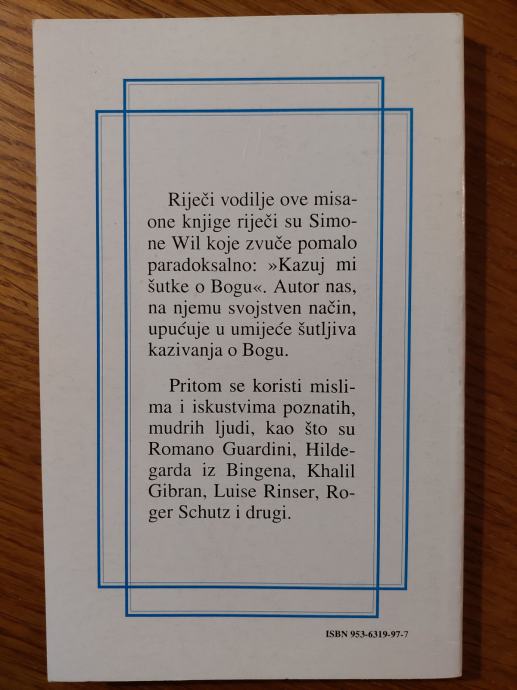 Riječi vodilje ove misa-
one knjige riječi su Simo-
ne Wil koje zvuče pomalo
paradoksalno: »Kazuj mi
šutke o Bogu«. Autor nas,
na njemu svojstven način,
upućuje u umijeće šutljiva
kazivanja o Bogu.
Pritom se koristi misli-
ma i iskustvima poznatih,
mudrih ljudi, kao što su
Romano Guardini, Hilde-
garda iz Bingena, Khalil
Gibran, Luise Rinser, Ro-
ger Schutz i drugi.
ISBN 953-6319-97-7